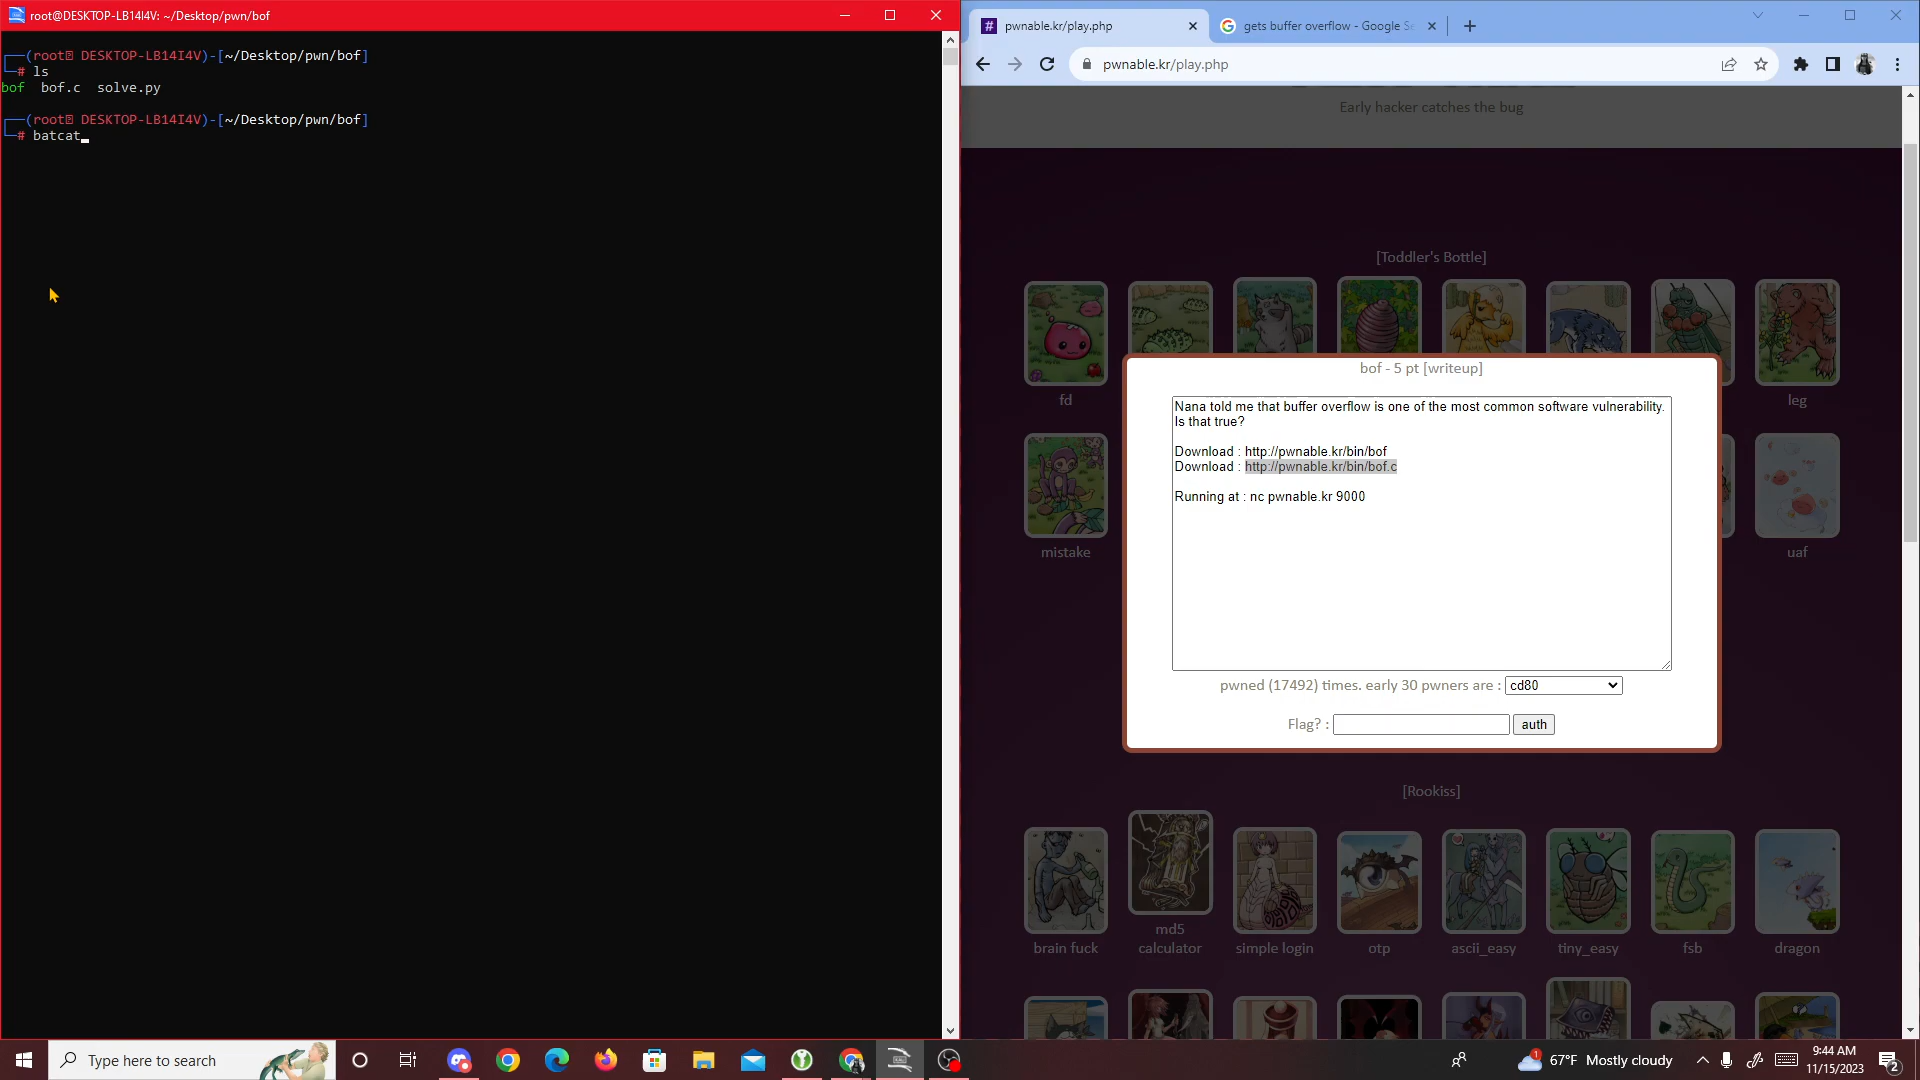 root@DESKTOP-LB14I4V: ~/Desktop/pwn/bof
┌──(root DESKTOP-LB14I4V)-[~/Desktop/pwn/bof]
└─# ls
bof  bof.c  solve.py
┌──(root DESKTOP-LB14I4V)-[~/Desktop/pwn/bof]
└─# batcat
pwnable.kr/play.php
gets buffer overflow - Google Se
pwnable.kr/play.php
Early hacker catches the bug
[Toddler's Bottle]
fd
leg
mistake
uaf
bof - 5 pt [writeup]
Nana told me that buffer overflow is one of the most common software vulnerability.
Is that true?
Download : http://pwnable.kr/bin/bof
Download : http://pwnable.kr/bin/bof.c
Running at : nc pwnable.kr 9000
pwned (17492) times. early 30 pwners are : cd80
Flag? : auth
[Rookiss]
brain fuck
md5 calculator
simple login
otp
ascii_easy
tiny_easy
fsb
dragon
Type here to search
1
67°F Mostly cloudy
9:44 AM
11/15/2023
2